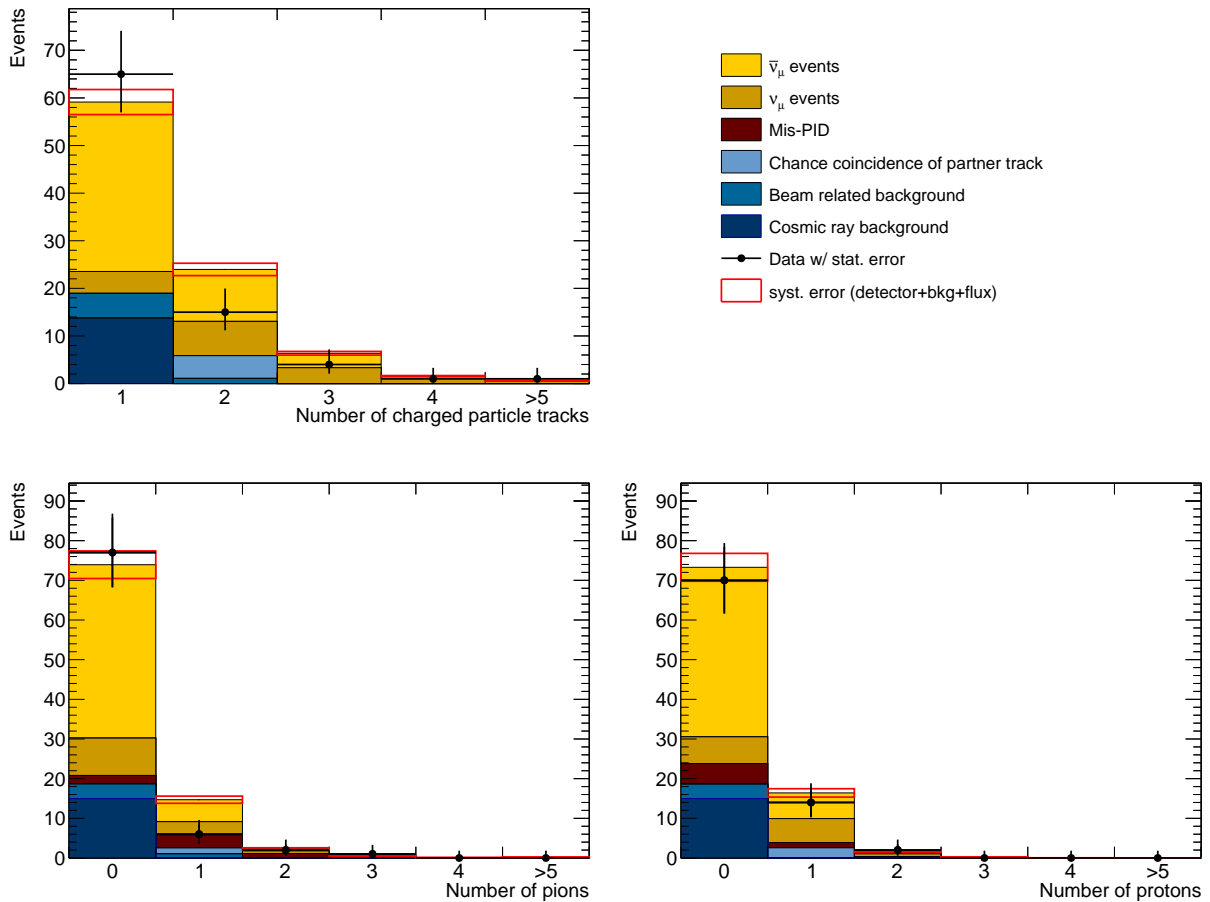 Events
70
60
50
40
30
20
10
0
1 2 3 4 >5
Number of charged particle tracks
ν̅μ events
νμ events
Mis-PID
Chance coincidence of partner track
Beam related background
Cosmic ray background
Data w/ stat. error
syst. error (detector+bkg+flux)
Events
90
80
70
60
50
40
30
20
10
0
0 1 2 3 4 >5
Number of pions
Events
90
80
70
60
50
40
30
20
10
0
0 1 2 3 4 >5
Number of protons